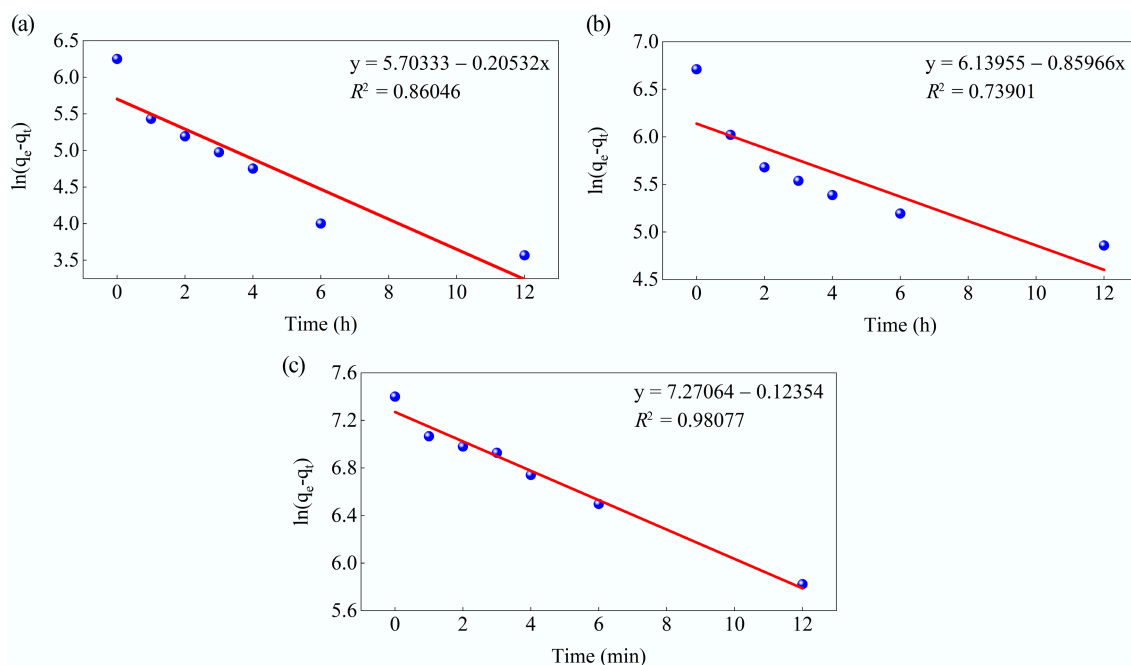 (a)
6.5
6.0
5.5
5.0
4.5
4.0
3.5
ln(qₑ-qₜ)
y = 5.70333 – 0.20532x
R² = 0.86046
0 2 4 6 8 10 12
Time (h)
(b)
7.0
6.5
6.0
5.5
5.0
4.5
ln(qₑ-qₜ)
y = 6.13955 – 0.85966x
R² = 0.73901
0 2 4 6 8 10 12
Time (h)
(c)
7.6
7.2
6.8
6.4
6.0
5.6
ln(qₑ-qₜ)
y = 7.27064 – 0.12354
R² = 0.98077
0 2 4 6 8 10 12
Time (min)